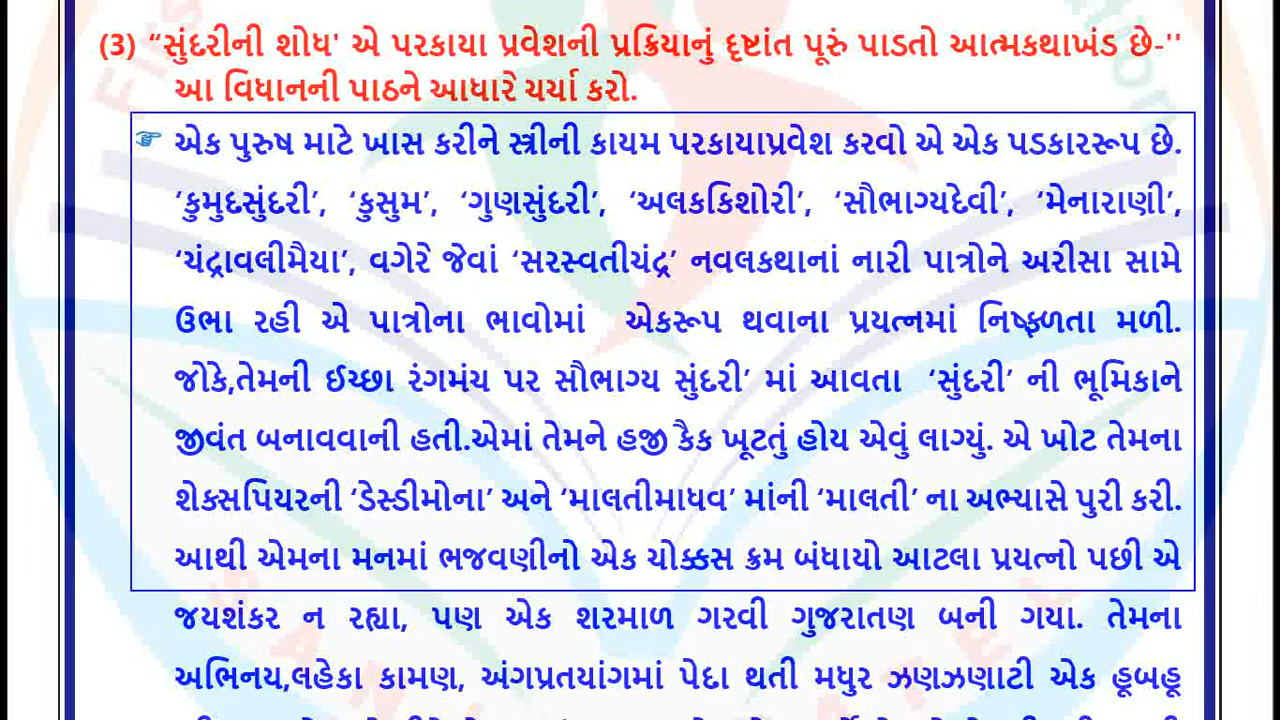 (3) “સુંદરીની શોધ' એ પરકાયા પ્રવેશની પ્રક્રિયાનું દૃષ્ટાંત પૂરું પાડતો આત્મકથાખંડ છે-''
આ વિધાનની પાઠને આધારે ચર્ચા કરો.
☞ એક પુરુષ માટે ખાસ કરીને સ્ત્રીની કાયમ પરકાયાપ્રવેશ કરવો એ એક પડકારરૂપ છે.
‘કુમુદસુંદરી’, ‘કુસુમ’, ‘ગુણસુંદરી’, ‘અલકકિશોરી’, ‘સૌભાગ્યદેવી’, ‘મેનારાણી’,
‘ચંદ્રાવલીમૈયા’, વગેરે જેવાં ‘સરસ્વતીચંદ્ર’ નવલકથાનાં નારી પાત્રોને અરીસા સામે
ઉભા રહી એ પાત્રોના ભાવોમાં એકરૂપ થવાના પ્રયત્નમાં નિષ્ફળતા મળી.
જોકે,તેમની ઈચ્છા રંગમંચ પર સૌભાગ્ય સુંદરી’ માં આવતા ‘સુંદરી’ ની ભૂમિકાને
જીવંત બનાવવાની હતી.એમાં તેમને હજી કૈક ખૂટતું હોય એવું લાગ્યું. એ ખોટ તેમના
શેક્સપિયરની ‘ડેસ્ડીમોના’ અને ‘માલતીમાધવ’ માંની ‘માલતી’ ના અભ્યાસે પુરી કરી.
આથી એમના મનમાં ભજવણીનો એક ચોક્કસ ક્રમ બંધાયો આટલા પ્રયત્નો પછી એ
જયશંકર ન રહ્યા, પણ એક શરમાળ ગરવી ગુજરાતણ બની ગયા. તેમના
અભિનય,લહેકા કામણ, અંગપ્રતયાંગમાં પેદા થતી મધુર ઝણઝણાટી એક હૂબહૂ